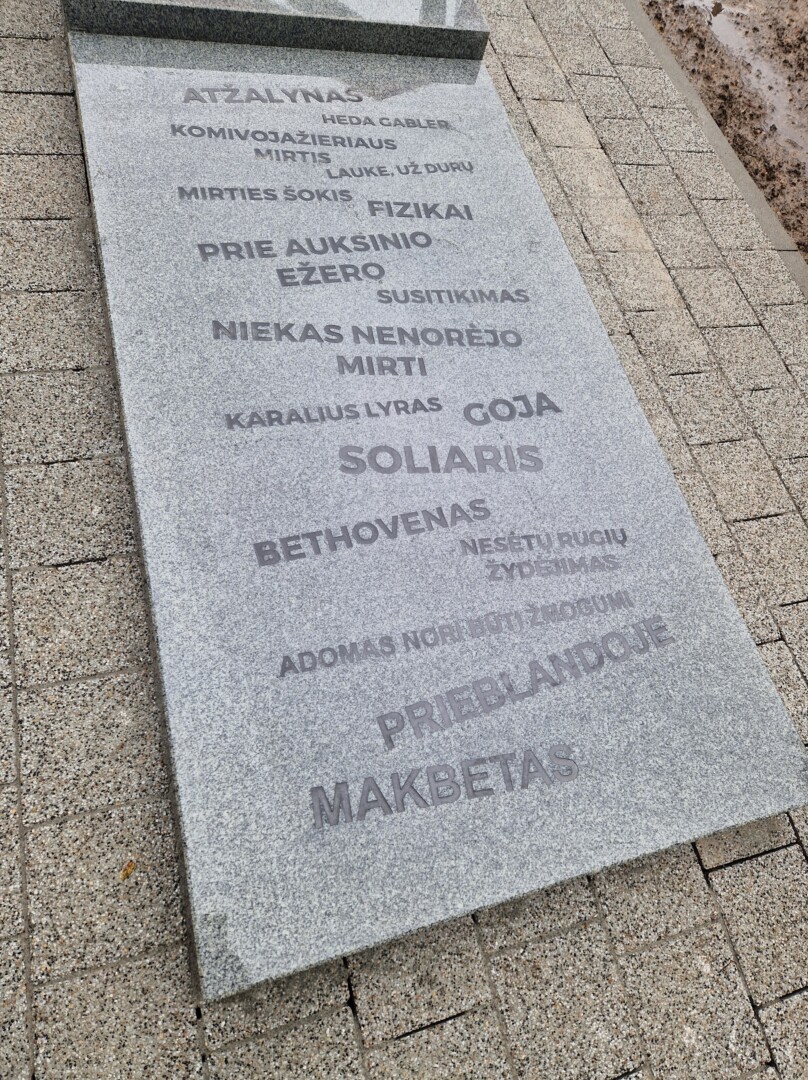 ATŽALYNAS
HEDA GABLER
KOMIVOJAŽIERIAUS
MIRTIS
LAUKE, UŽ DURŲ
MIRTIES ŠOKIS
FIZIKAI
PRIE AUKSINIO
EŽERO
SUSITIKIMAS
NIEKAS NENORĖJO
MIRTI
KARALIUS LYRAS
GOJA
SOLIARIS
BETHOVENAS
NESĖTŲ RUGIŲ
ŽYDĖJIMAS
ADOMAS NORI BŪTI ŽMOGUMI
PRIEBLANDOJE
MAKBETAS